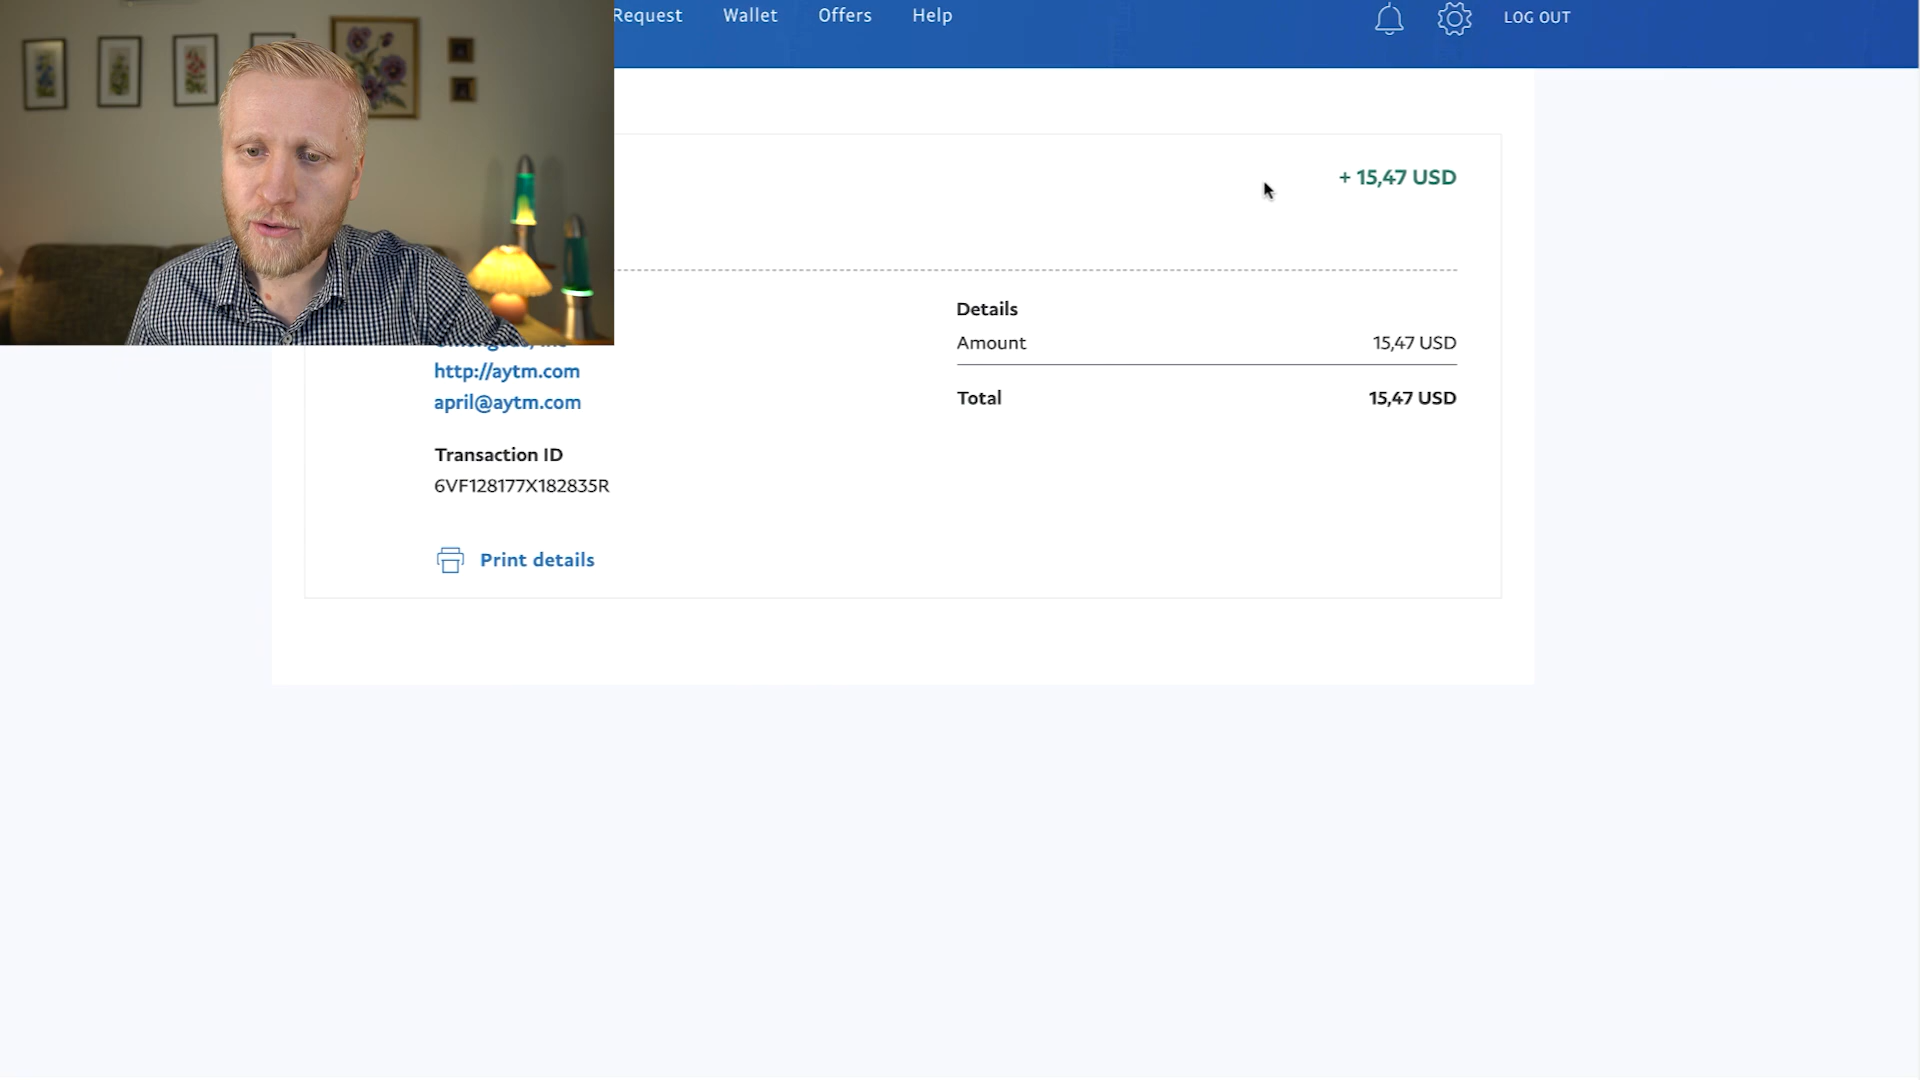 Request Wallet Offers Help LOG OUT
+ 15,47 USD
Details
Amount 15,47 USD
http://aytm.com
april@aytm.com
Total 15,47 USD
Transaction ID
6VF128177X182835R
Print details